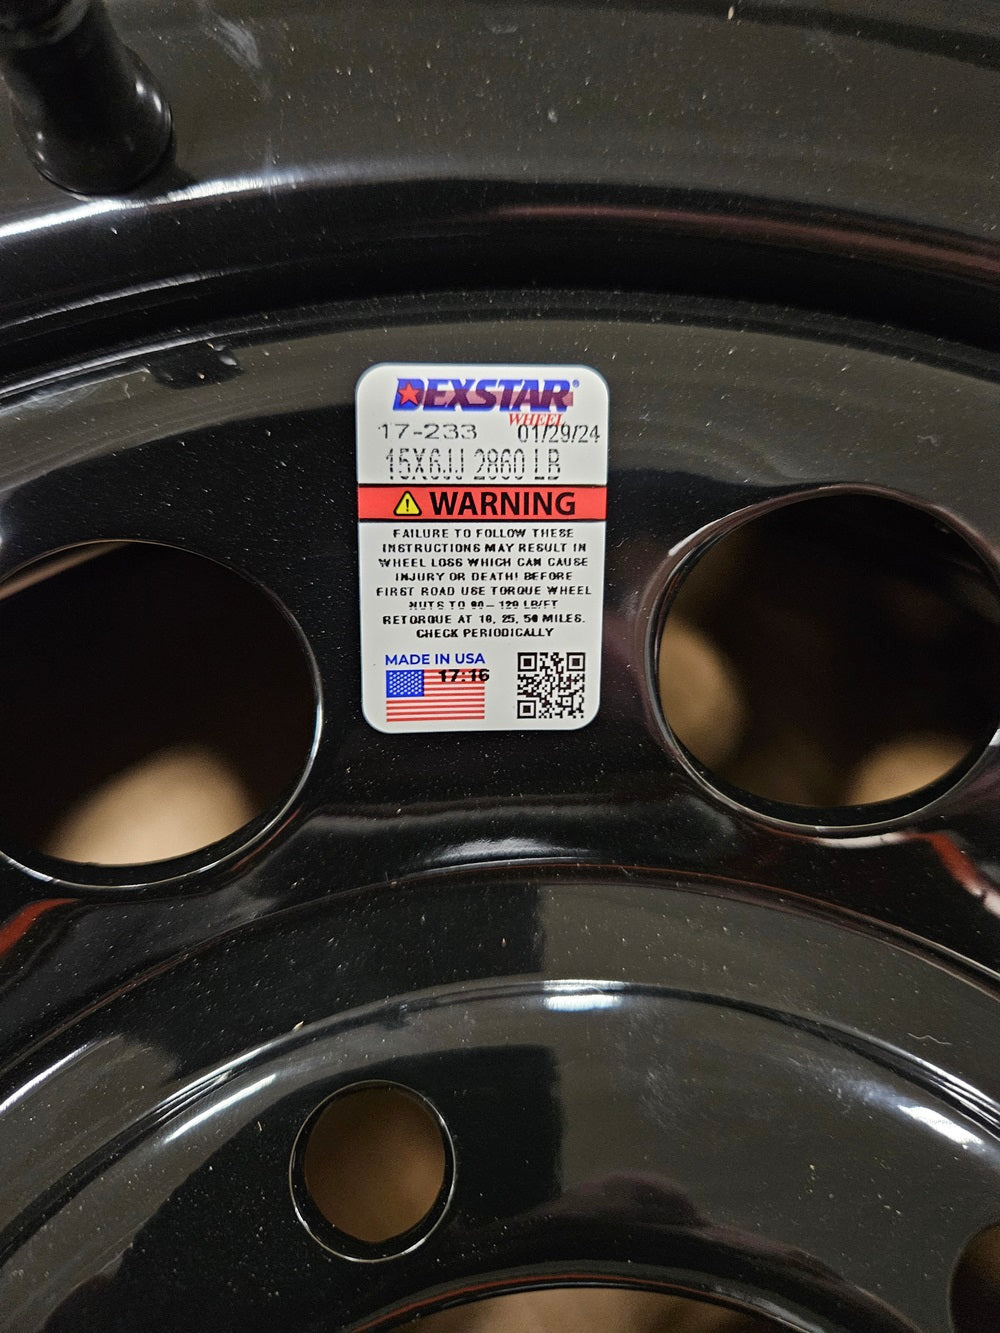 DEXSTAR®
WHEEL
17-233 01/29/24
15X6JJ 2860 LB
WARNING
FAILURE TO FOLLOW THESE
INSTRUCTIONS MAY RESULT IN
WHEEL LOSS WHICH CAN CAUSE
INJURY OR DEATH! BEFORE
FIRST ROAD USE TORQUE WHEEL
NUTS TO 90 – 120 LB/FT
RETORQUE AT 10, 25, 50 MILES.
CHECK PERIODICALLY
MADE IN USA
17:16